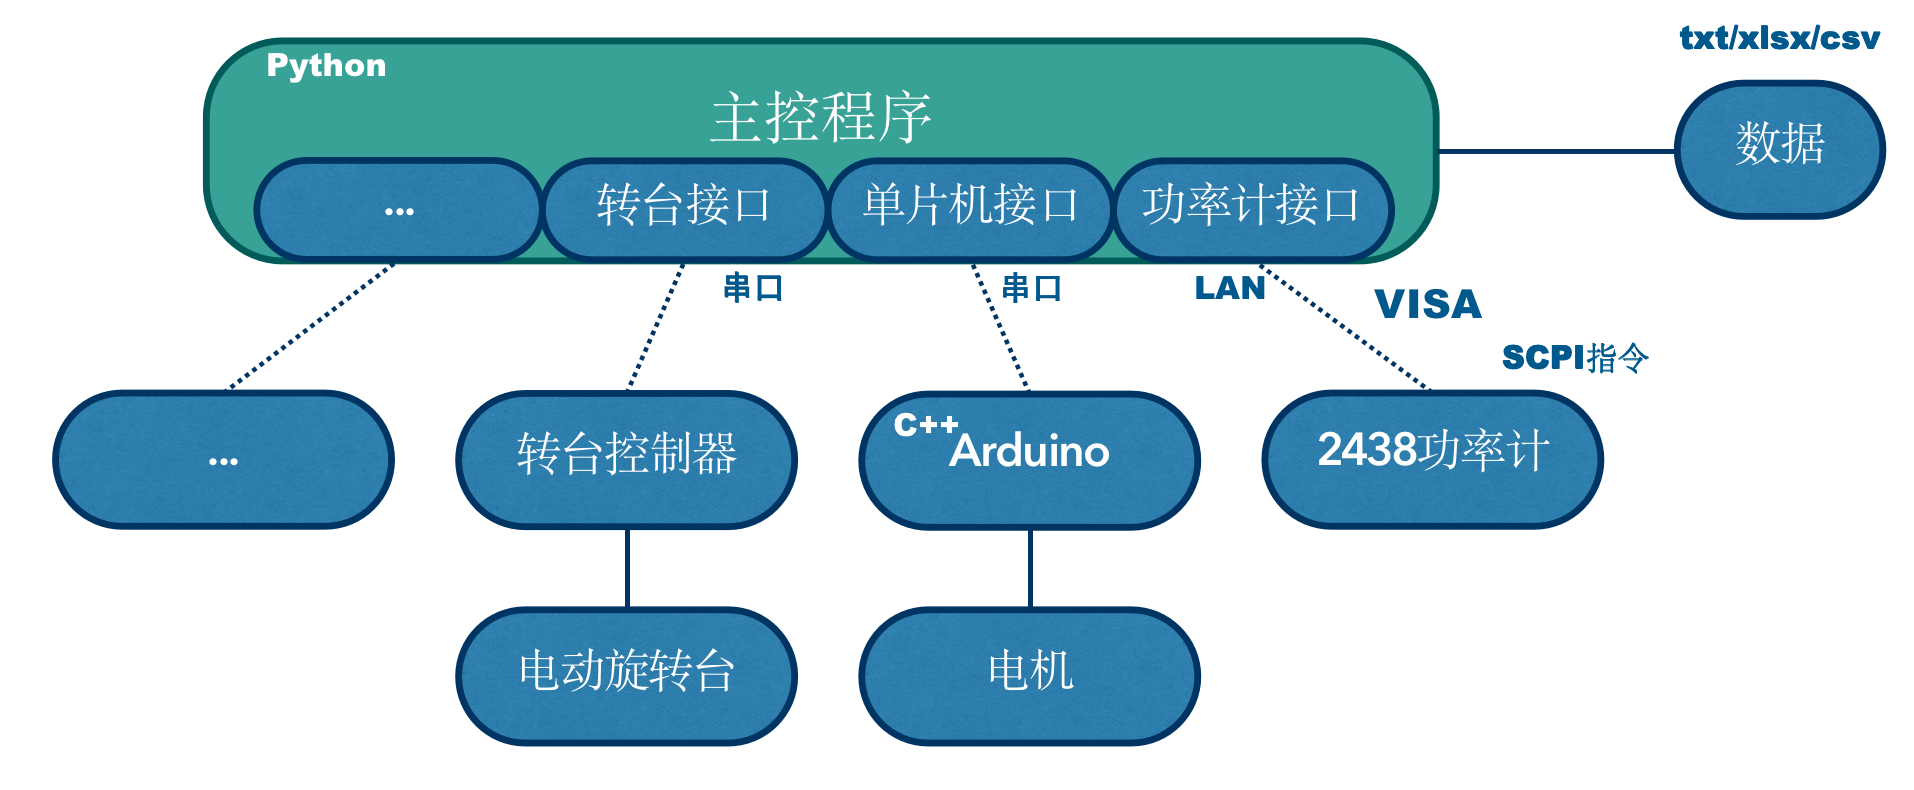 txt/xlsx/csv
Python
主控程序
数据
...
转台接口
单片机接口
功率计接口
串口
串口
LAN
VISA
SCPI指令
...
转台控制器
C++
Arduino
2438功率计
电动旋转台
电机